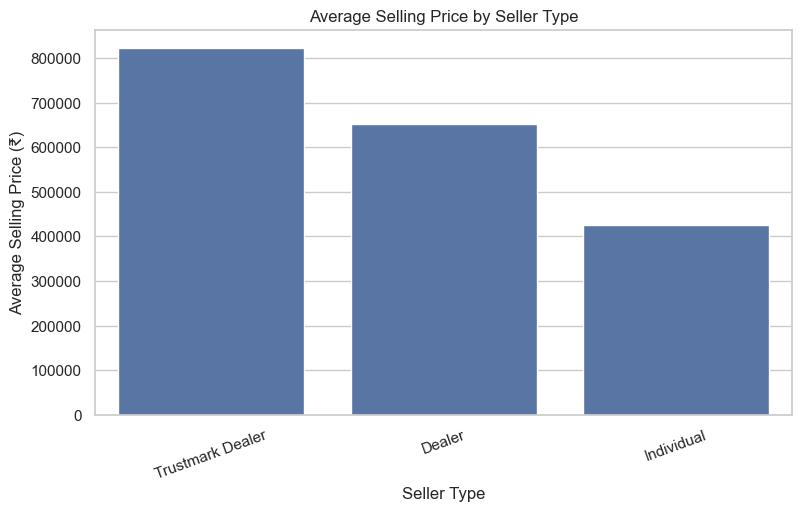 Average Selling Price by Seller Type
Average Selling Price (₹)
800000
700000
600000
500000
400000
300000
200000
100000
0
Trustmark Dealer
Dealer
Individual
Seller Type